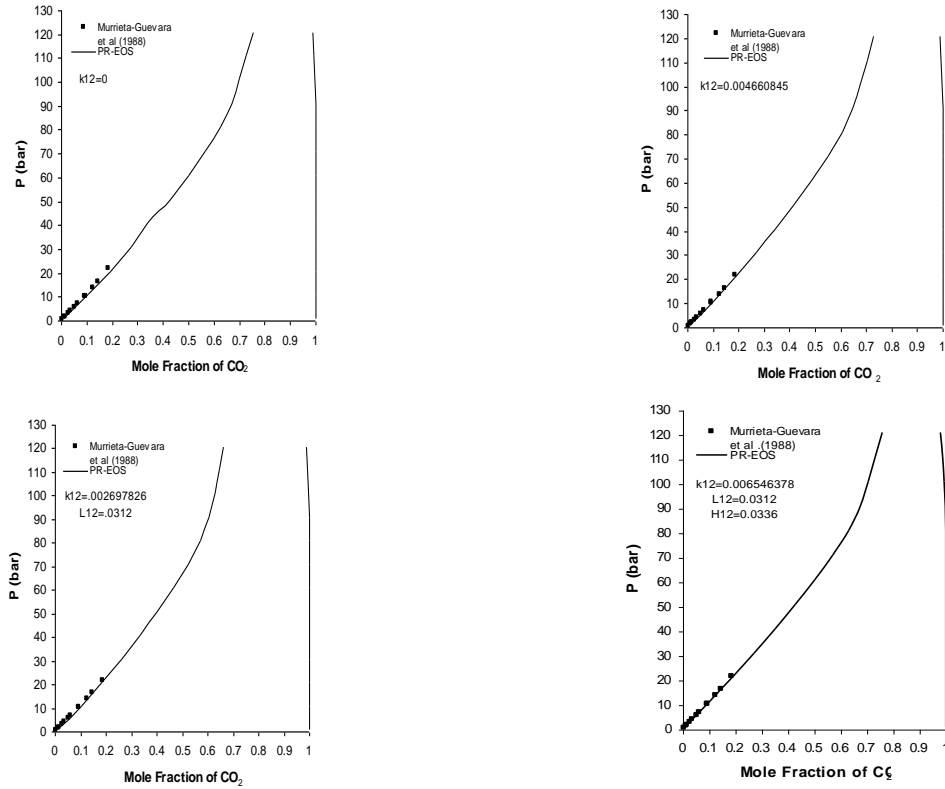 130
120
110
100
90
80
70
60
50
40
30
20
10
0
P (bar)
Murrieta-Guevara
et al (1988)
PR-EOS
k12=0
0 0.1 0.2 0.3 0.4 0.5 0.6 0.7 0.8 0.9 1
Mole Fraction of CO₂
130
120
110
100
90
80
70
60
50
40
30
20
10
0
P (bar)
Murrieta-Guevara
et al (1988)
PR-EOS
k12=0.004660845
0 0.1 0.2 0.3 0.4 0.5 0.6 0.7 0.8 0.9 1
Mole Fraction of CO ₂
130
120
110
100
90
80
70
60
50
40
30
20
10
0
P (bar)
Murrieta-Guevara
et al (1988)
PR-EOS
k12=.002697826
L12=.0312
0 0.1 0.2 0.3 0.4 0.5 0.6 0.7 0.8 0.9 1
Mole Fraction of CO₂
130
120
110
100
90
80
70
60
50
40
30
20
10
0
P (bar)
Murrieta-Guevara
et al .(1988)
PR-EOS
k12=0.006546378
L12=0.0312
H12=0.0336
0 0.1 0.2 0.3 0.4 0.5 0.6 0.7 0.8 0.9 1
Mole Fraction of CO₂